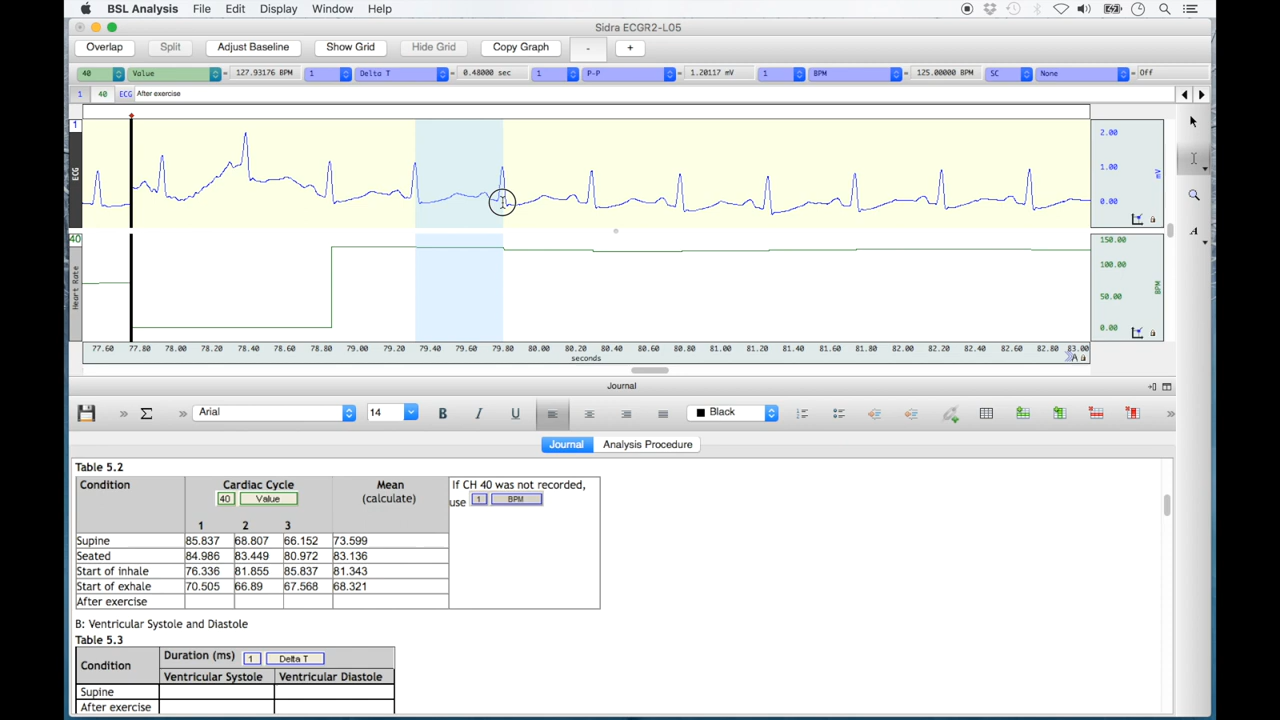 BSL Analysis File Edit Display Window Help
Sidra ECGR2-L05
Overlap Split Adjust Baseline Show Grid Hide Grid Copy Graph - +
40 Value = 127.93176 BPM 1 Delta T = 0.48000 sec 1 P-P = 1.20117 mV 1 BPM = 125.00000 BPM SC None = Off
1 40 ECG After exercise
1
ECG
2.00
1.00
0.00
mV
40
Heart Rate
150.00
100.00
50.00
0.00
BPM
77.60 77.80 78.00 78.20 78.40 78.60 78.80 79.00 79.20 79.40 79.60 79.80 80.00 80.20 80.40 80.60 80.80 81.00 81.20 81.40 81.60 81.80 82.00 82.20 82.40 82.60 82.80 83.00
seconds
A
Journal
» Σ » Arial 14 B I U Black »
Journal Analysis Procedure
Table 5.2
Condition Cardiac Cycle Mean If CH 40 was not recorded,
40 Value (calculate) use 1 BPM
1 2 3
Supine 85.837 68.807 66.152 73.599
Seated 84.986 83.449 80.972 83.136
Start of inhale 76.336 81.855 85.837 81.343
Start of exhale 70.505 66.89 67.568 68.321
After exercise
B: Ventricular Systole and Diastole
Table 5.3
Condition Duration (ms) 1 Delta T
Ventricular Systole Ventricular Diastole
Supine
After exercise